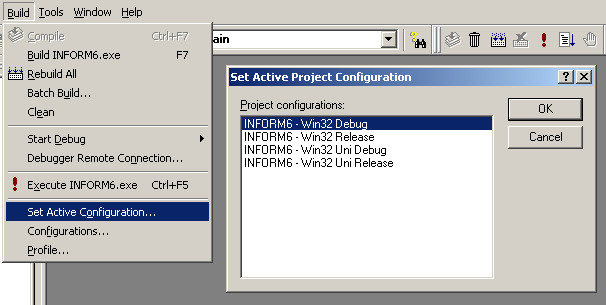 Build Tools Window Help
Compile Ctrl+F7
Build INFORM6.exe F7
Rebuild All
Batch Build...
Clean
Start Debug
Debugger Remote Connection...
Execute INFORM6.exe Ctrl+F5
Set Active Configuration...
Configurations...
Profile...
ain
Set Active Project Configuration
Project configurations:
INFORM6 - Win32 Debug
INFORM6 - Win32 Release
INFORM6 - Win32 Uni Debug
INFORM6 - Win32 Uni Release
OK
Cancel